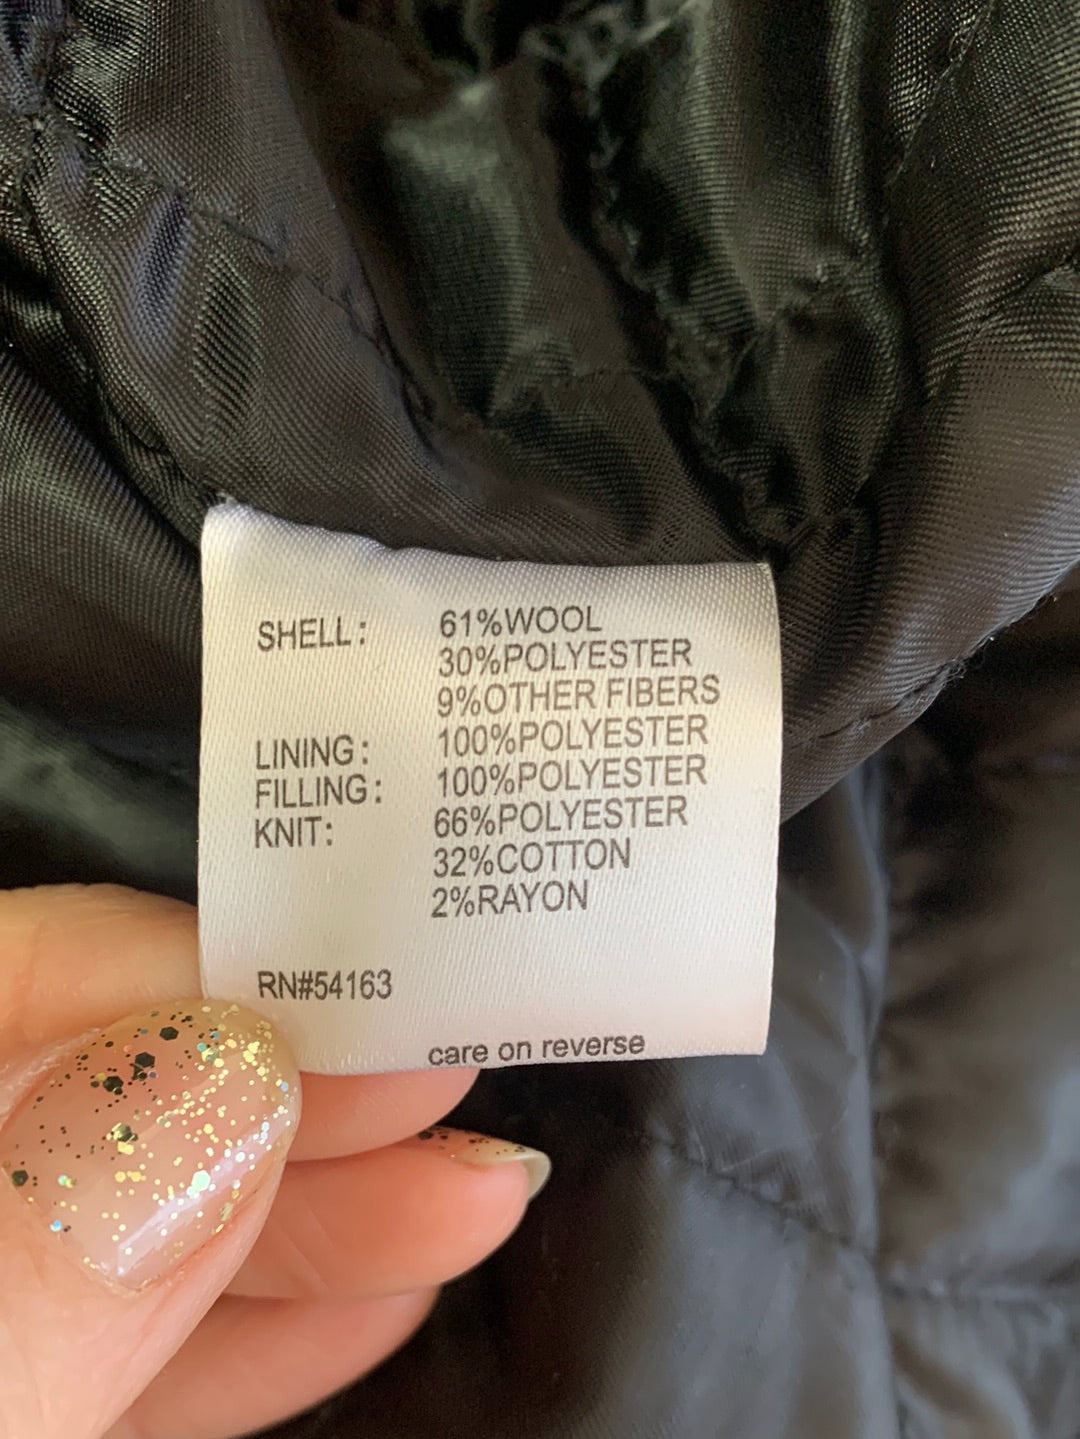 SHELL: 61%WOOL
30%POLYESTER
9%OTHER FIBERS
LINING: 100%POLYESTER
FILLING: 100%POLYESTER
KNIT: 66%POLYESTER
32%COTTON
2%RAYON
RN#54163
care on reverse